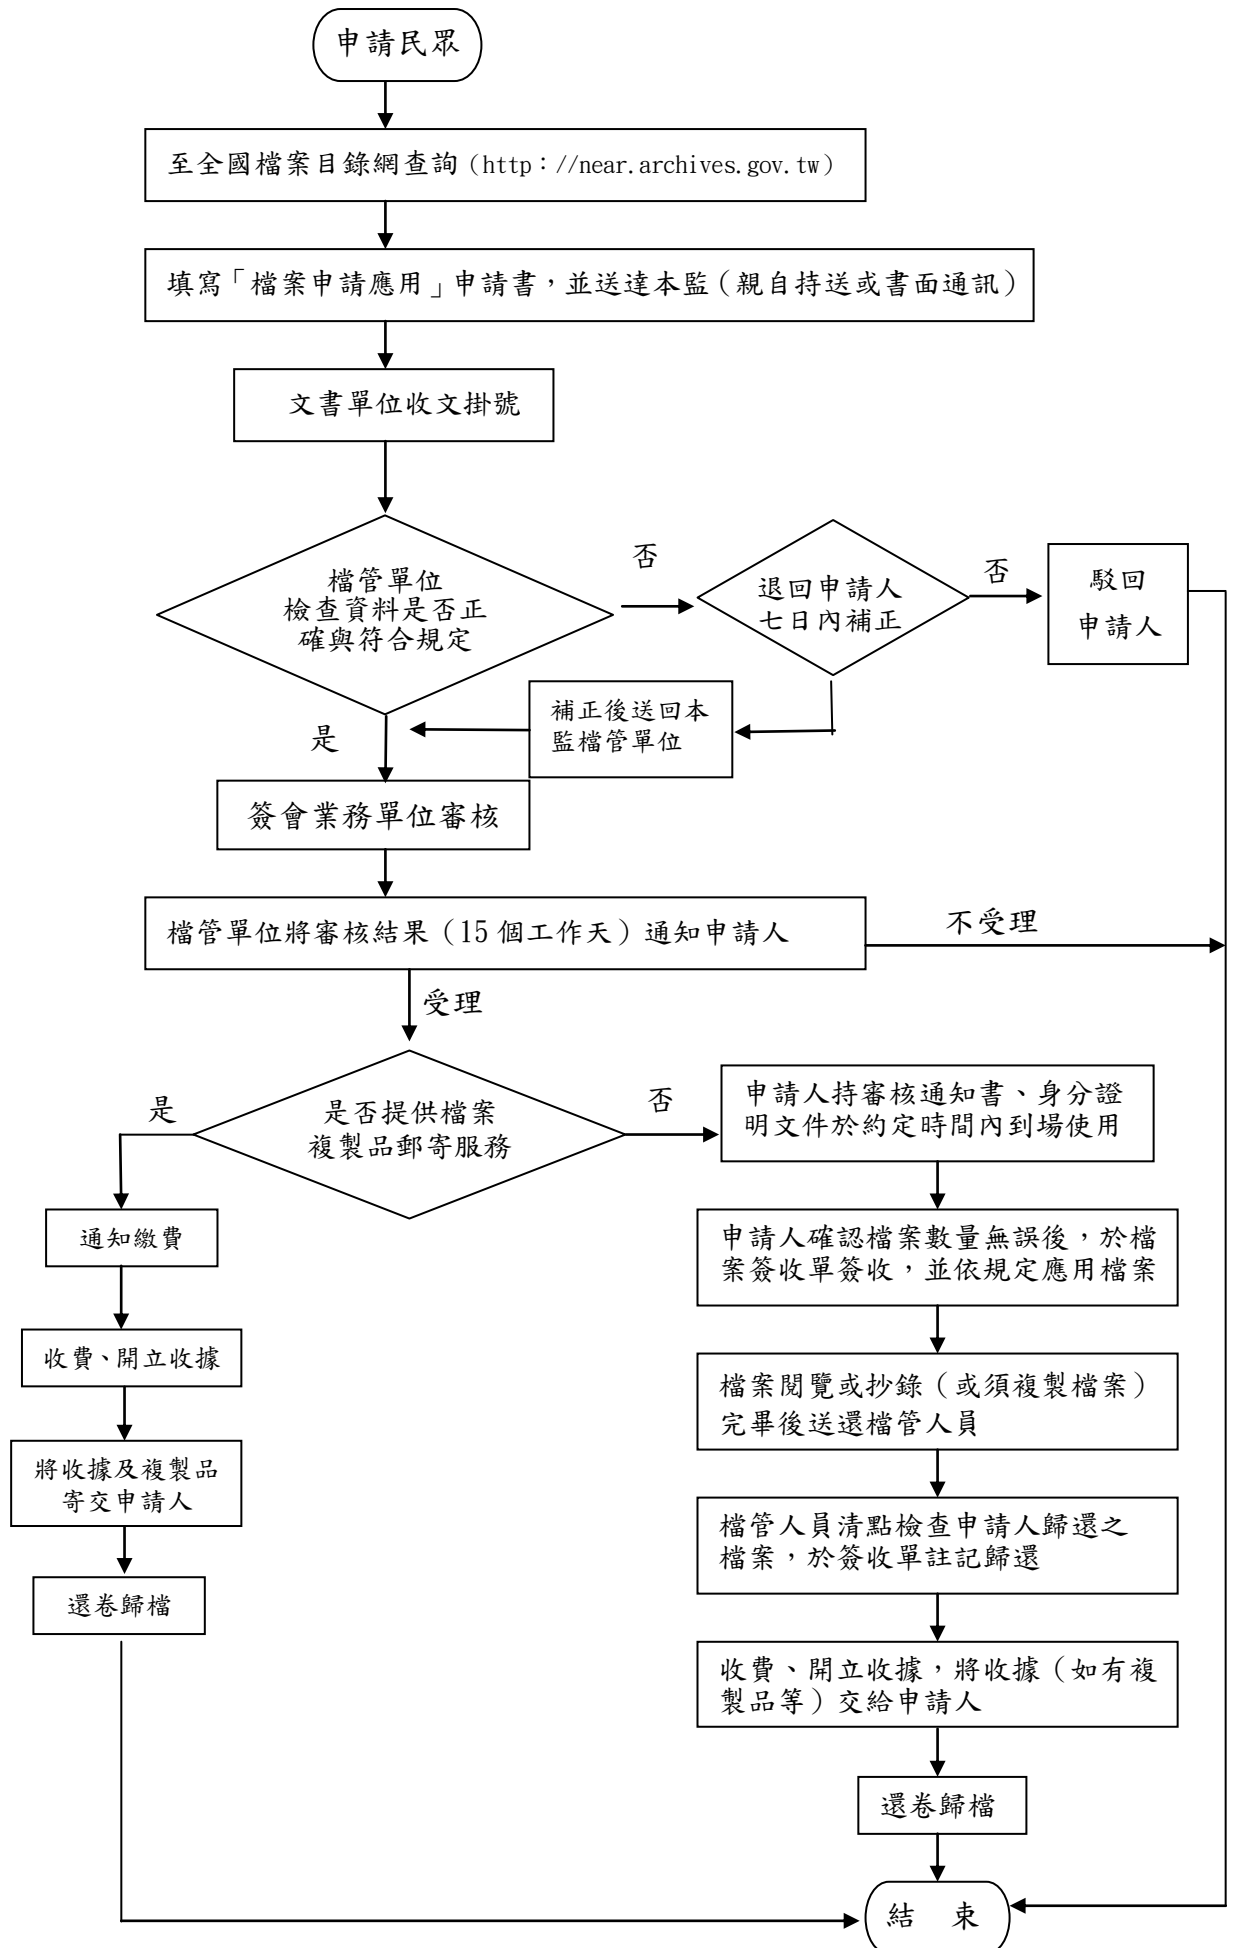 申請民眾
至全國檔案目錄網查詢(http：//near.archives.gov.tw)
填寫「檔案申請應用」申請書，並送達本監(親自持送或書面通訊)
文書單位收文掛號
檔管單位
檢查資料是否正
確與符合規定
否
退回申請人
七日內補正
否
駁回
申請人
補正後送回本
監檔管單位
是
簽會業務單位審核
檔管單位將審核結果（15 個工作天）通知申請人
不受理
受理
是否提供檔案
複製品郵寄服務
是
通知繳費
收費、開立收據
將收據及複製品
寄交申請人
還卷歸檔
否
申請人持審核通知書、身分證
明文件於約定時間內到場使用
申請人確認檔案數量無誤後，於檔
案簽收單簽收，並依規定應用檔案
檔案閱覽或抄錄（或須複製檔案）
完畢後送還檔管人員
檔管人員清點檢查申請人歸還之
檔案，於簽收單註記歸還
收費、開立收據，將收據（如有複
製品等）交給申請人
還卷歸檔
結　束